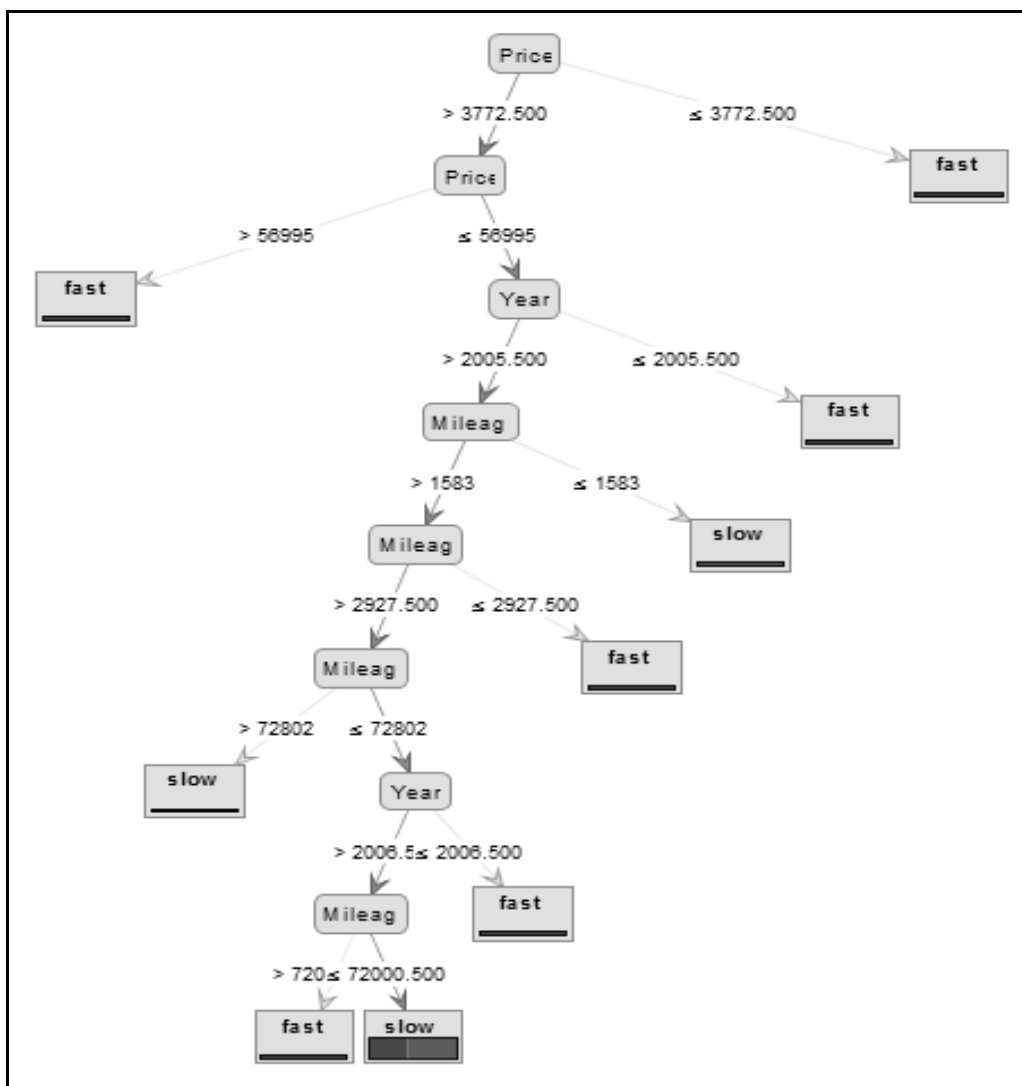 Price
> 3772.500
≤ 3772.500
fast
Price
> 56995
≤ 56995
fast
Year
> 2005.500
≤ 2005.500
fast
Mileag
> 1583
≤ 1583
slow
Mileag
> 2927.500
≤ 2927.500
fast
Mileag
> 72802
≤ 72802
slow
Year
> 2006.5
≤ 2006.500
fast
Mileag
> 720
≤ 72000.500
fast
slow